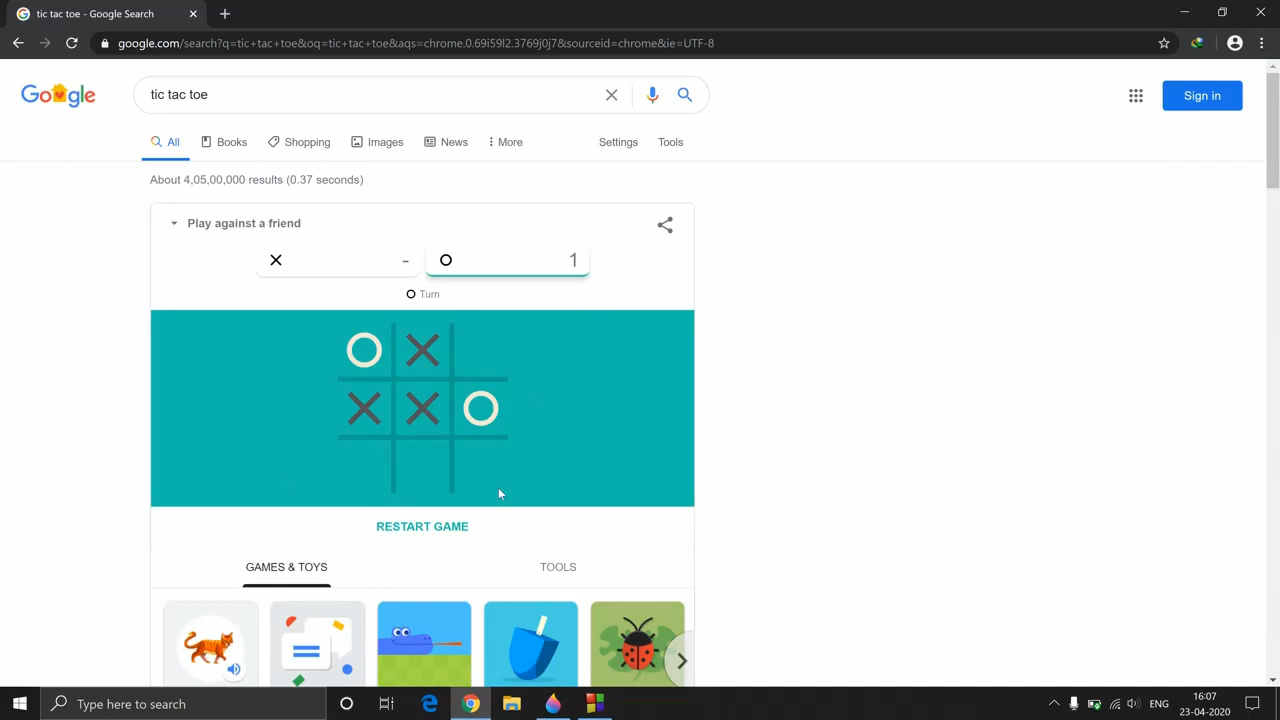 tic tac toe - Google Search
google.com/search?q=tic+tac+toe&oq=tic+tac+toe&aqs=chrome.0.69i59l2.3769j0j7&sourceid=chrome&ie=UTF-8
Google
tic tac toe
Sign in
All Books Shopping Images News More Settings Tools
About 4,05,00,000 results (0.37 seconds)
Play against a friend
- 1
Turn
RESTART GAME
GAMES & TOYS TOOLS
Type here to search
ENG
16:07
23-04-2020